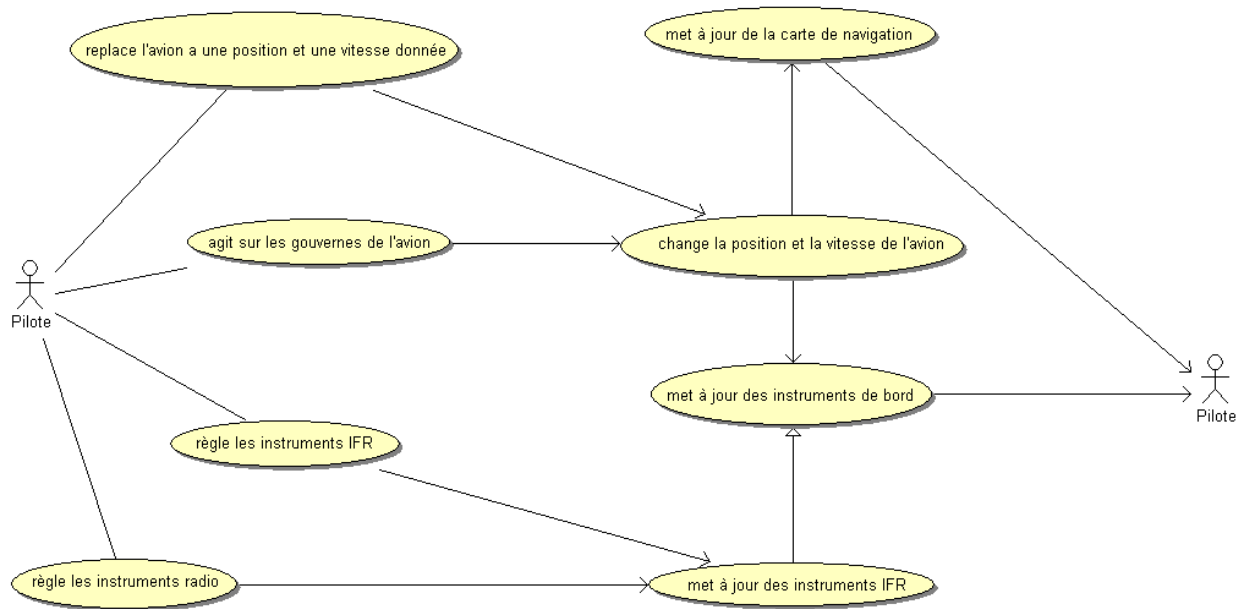 replace l'avion a une position et une vitesse donnée
met à jour de la carte de navigation
agit sur les gouvernes de l'avion
change la position et la vitesse de l'avion
Pilote
met à jour des instruments de bord
Pilote
règle les instruments IFR
règle les instruments radio
met à jour des instruments IFR